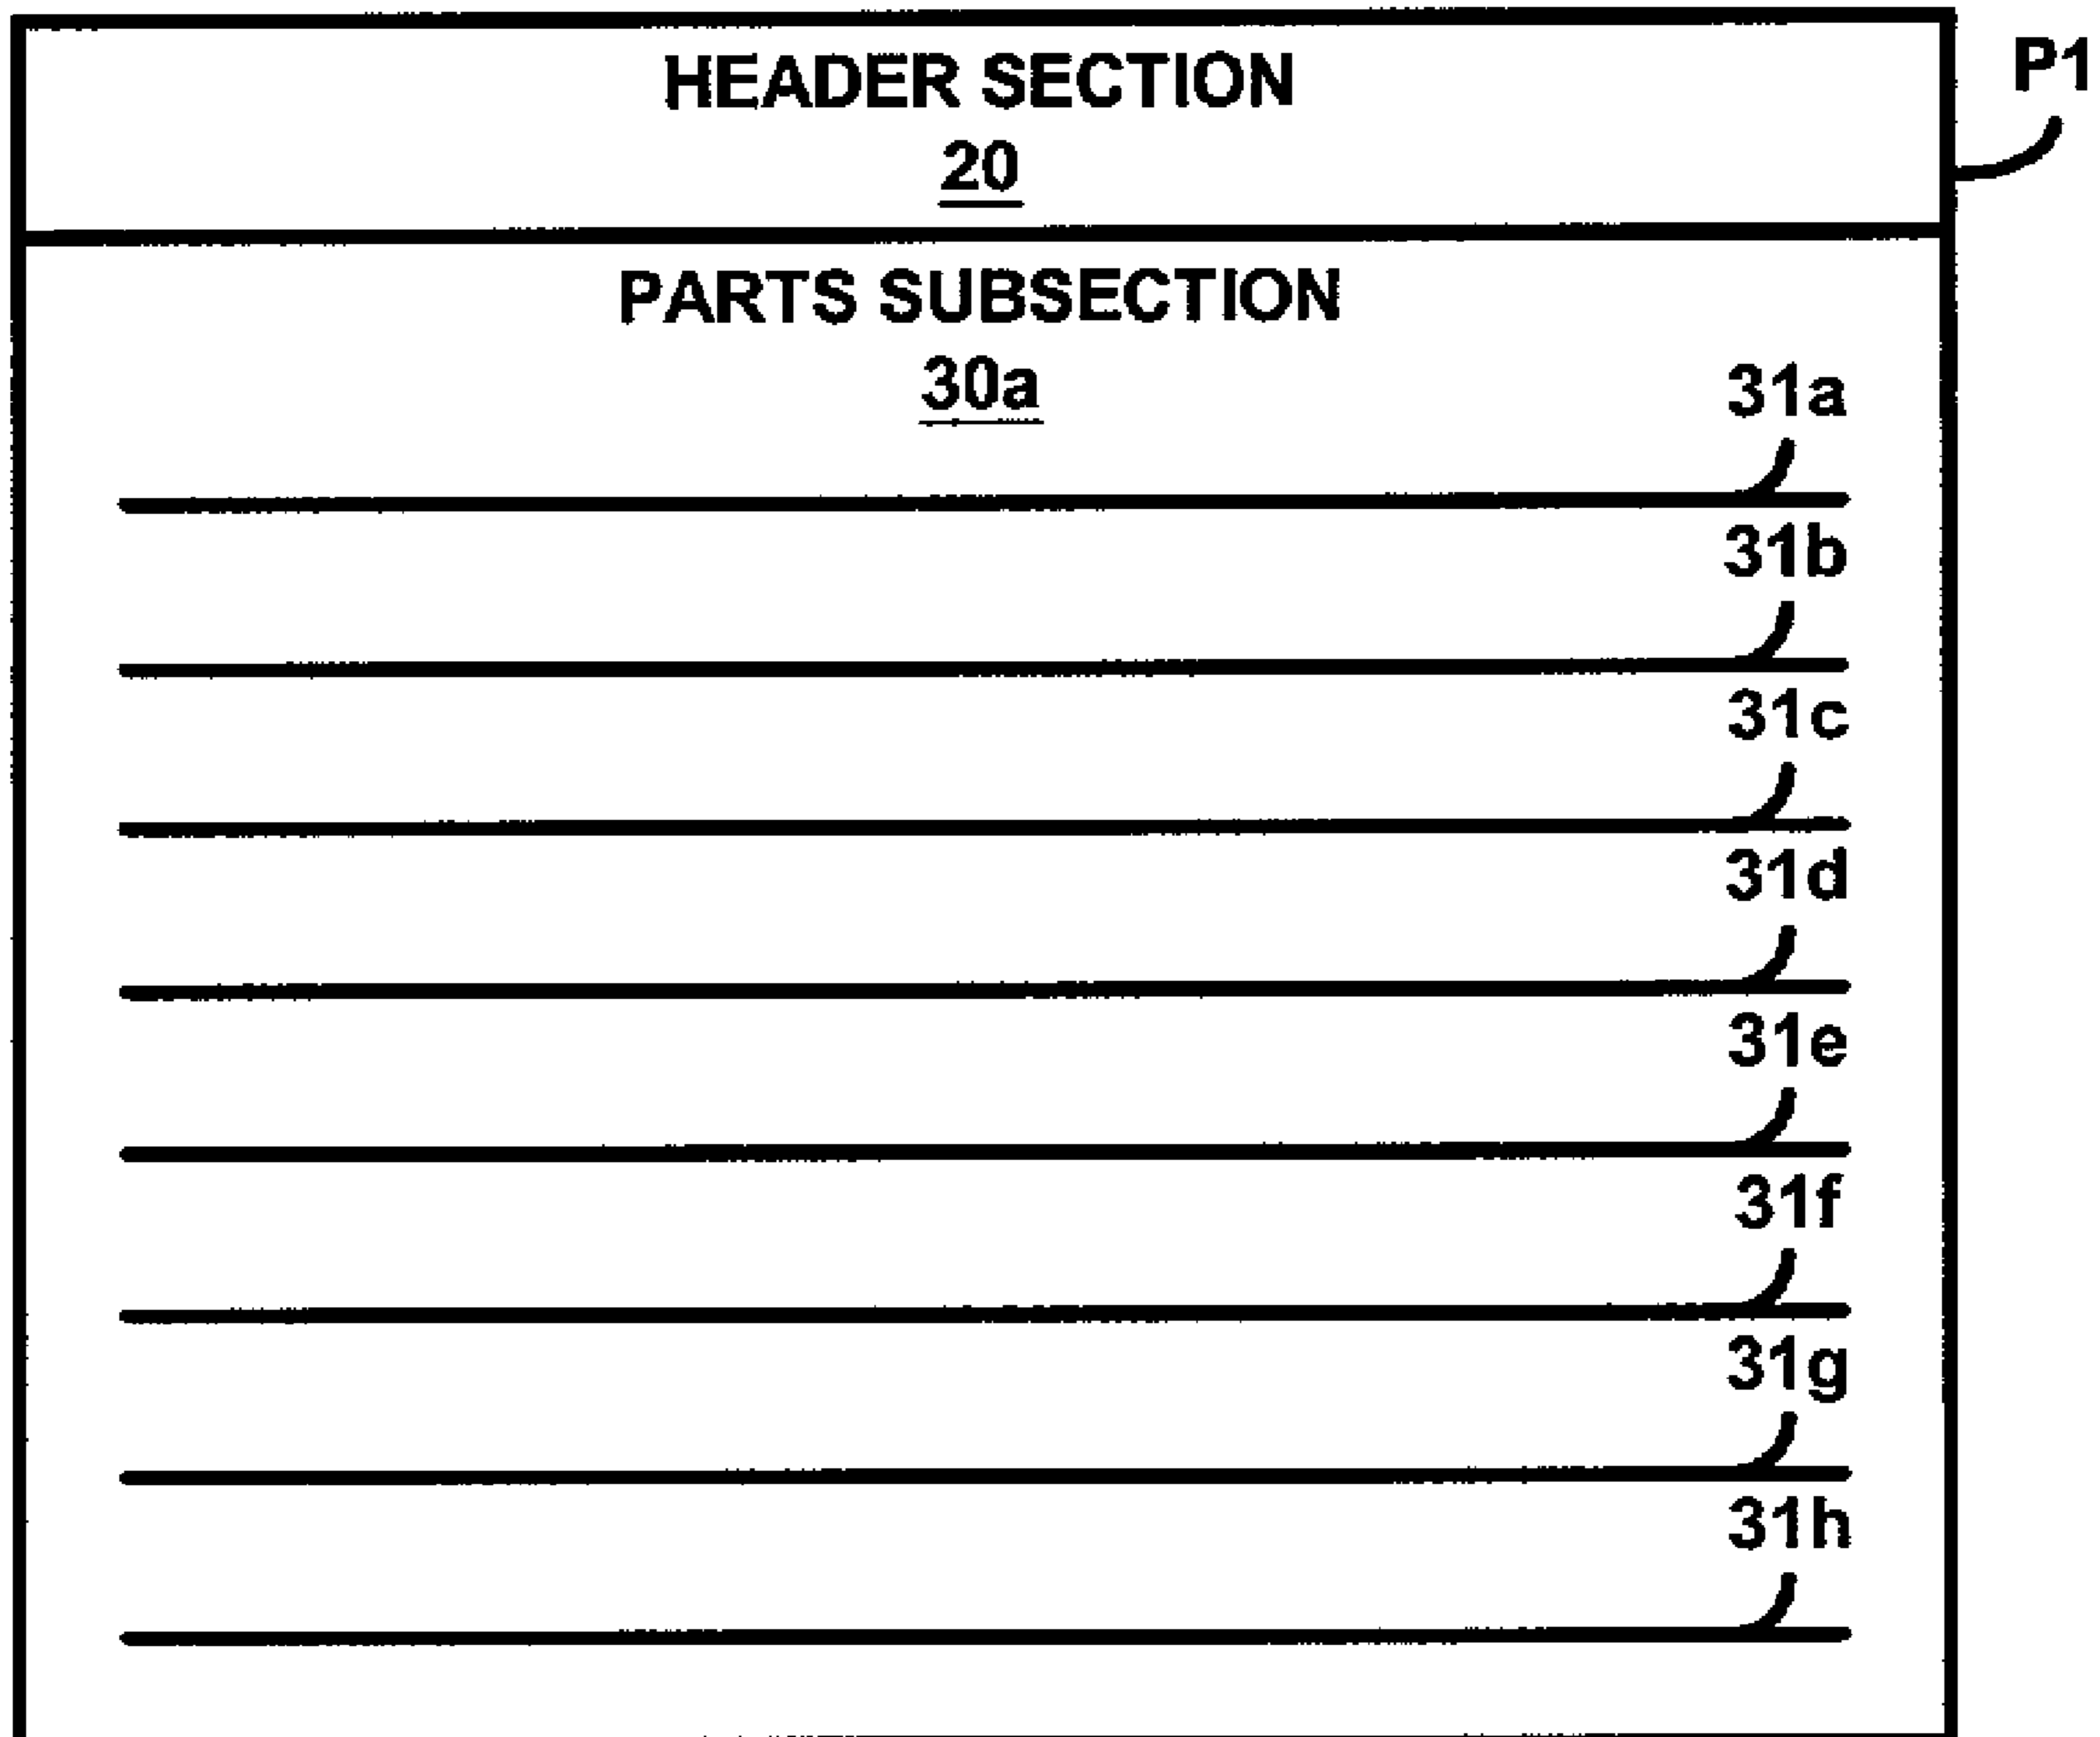 HEADER SECTION
P1
20
PARTS SUBSECTION
30a
31a
31b
31c
31d
31e
31f
31g
31h